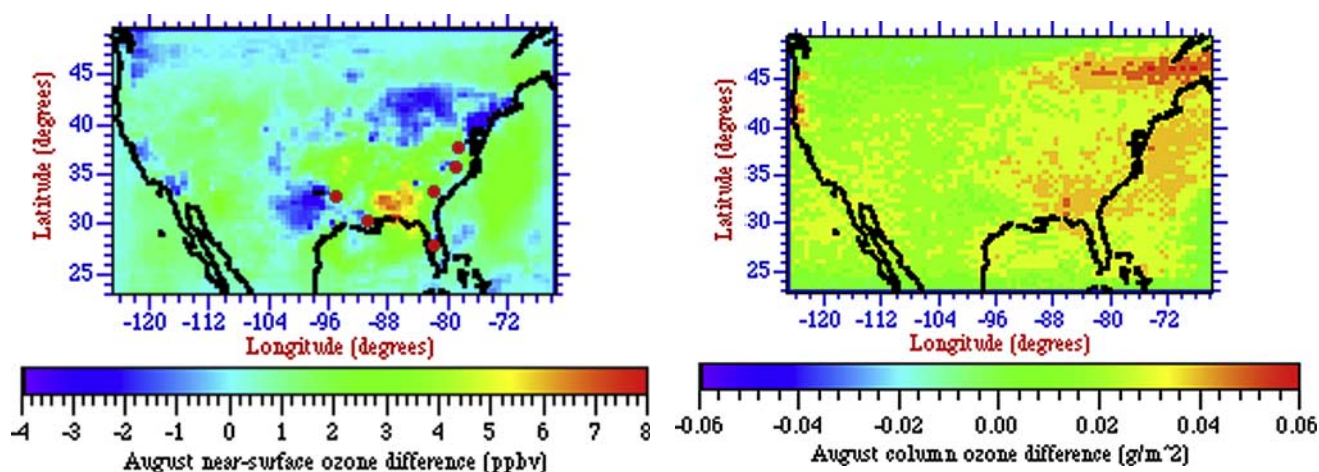 45
40
35
30
25
Latitude (degrees)
-120 -112 -104 -96 -88 -80 -72
Longitude (degrees)
-4 -3 -2 -1 0 1 2 3 4 5 6 7 8
August near-surface ozone difference (ppbv)
45
40
35
30
25
Latitude (degrees)
-120 -112 -104 -96 -88 -80 -72
Longitude (degrees)
-0.06 -0.04 -0.02 0.00 0.02 0.04 0.06
August column ozone difference (g/m^2)